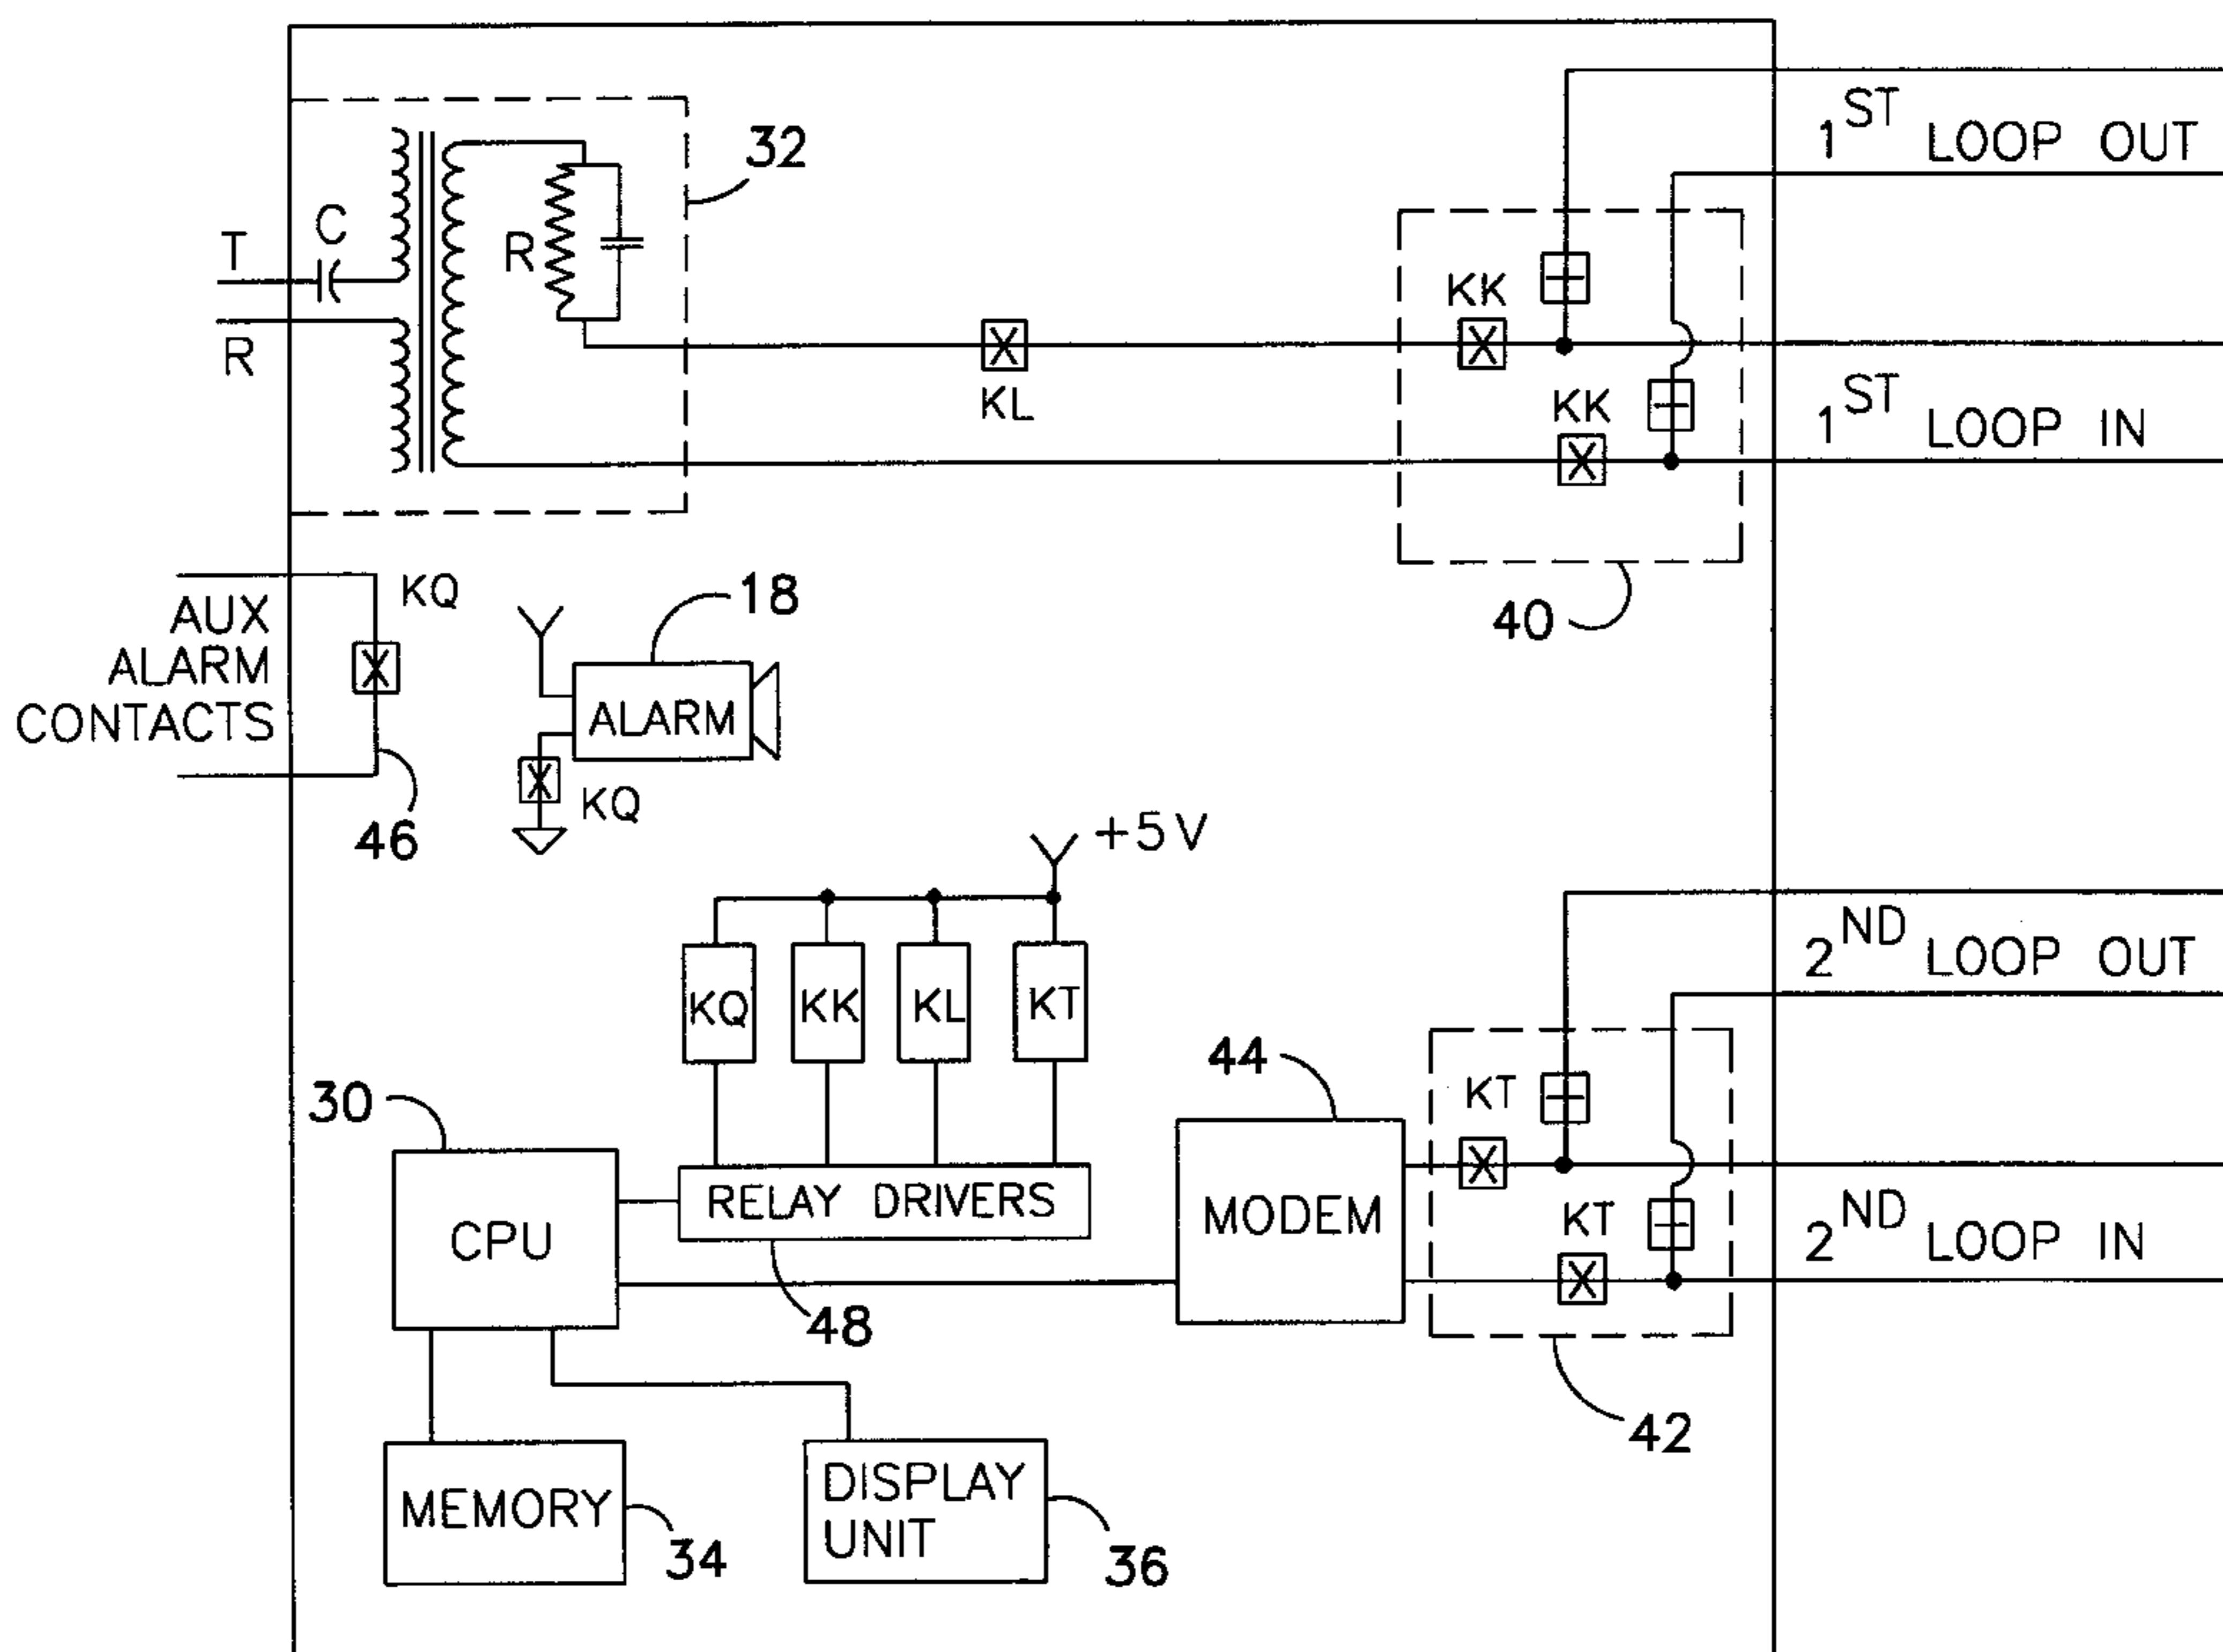 1ST LOOP OUT
32
C
T
R
R
KK
KL
KK
1ST LOOP IN
KQ
18
AUX
ALARM
CONTACTS
40
ALARM
KQ
46
+5V
2ND LOOP OUT
KQ
KK
KL
KT
44
30
KT
RELAY DRIVERS
MODEM
CPU
KT
2ND LOOP IN
48
42
MEMORY
DISPLAY
UNIT
34
36